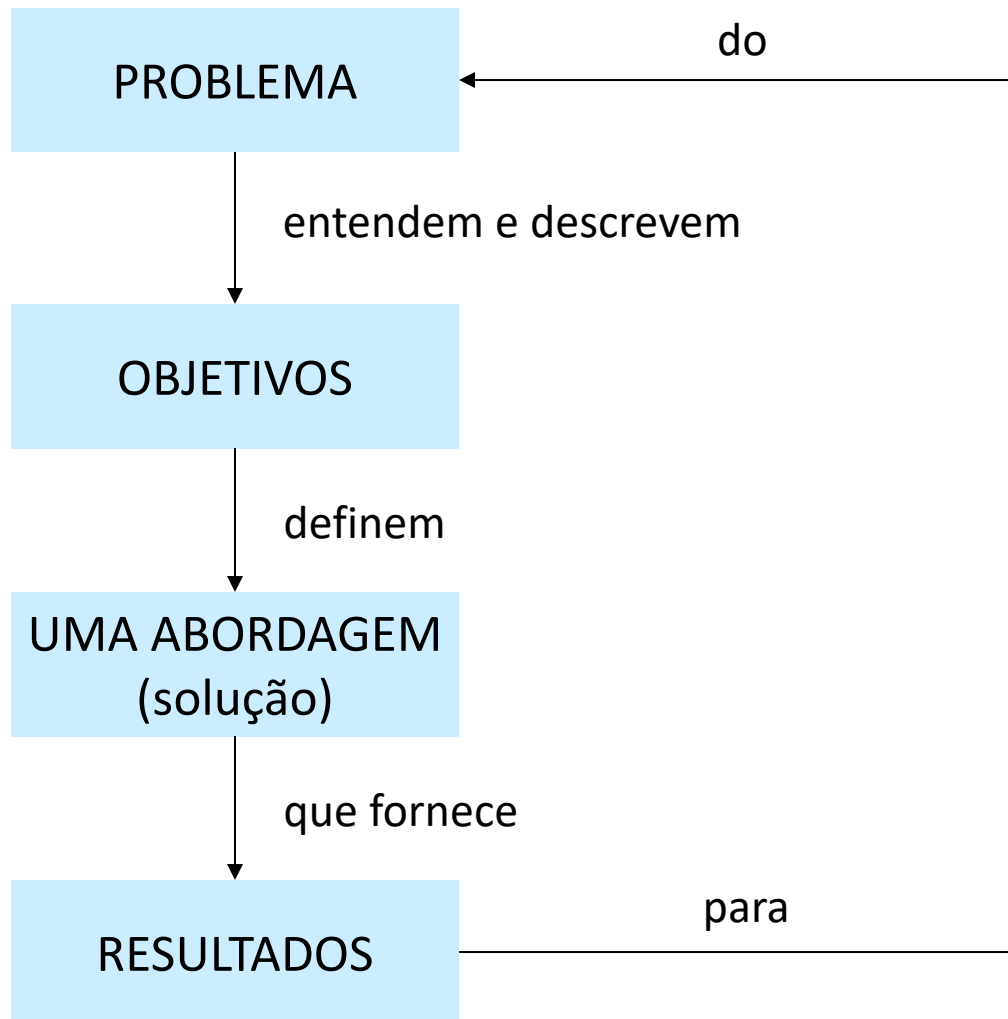 do
PROBLEMA
entendem e descrevem
OBJETIVOS
definem
UMA ABORDAGEM
(solução)
que fornece
para
RESULTADOS